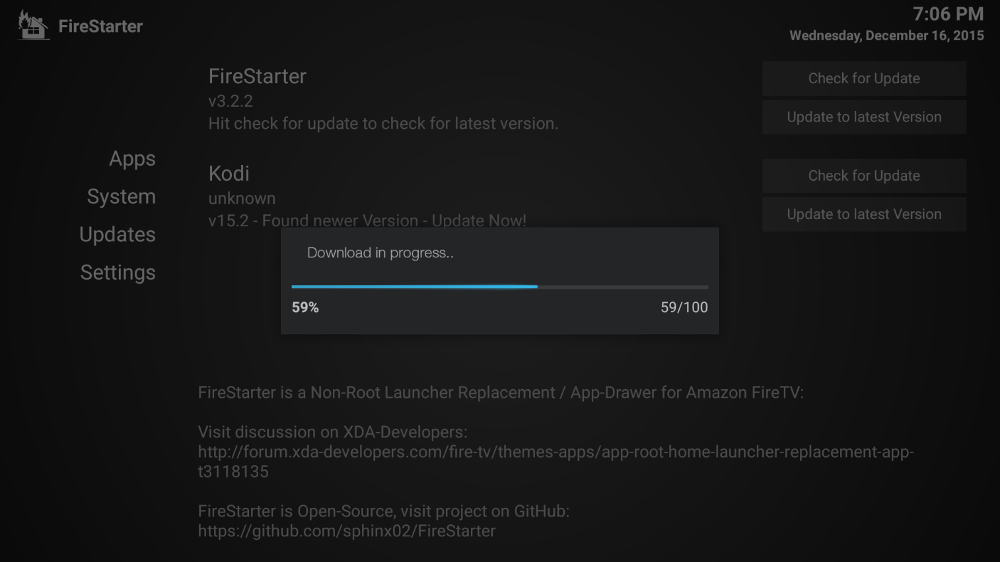 FireStarter
7:06 PM
Wednesday, December 16, 2015
FireStarter
v3.2.2
Hit check for update to check for latest version.
Check for Update
Update to latest Version
Apps
System
Updates
Settings
Kodi
unknown
v15.2 - Found newer Version - Update Now!
Check for Update
Update to latest Version
Download in progress..
59%
59/100
FireStarter is a Non-Root Launcher Replacement / App-Drawer for Amazon FireTV:
Visit discussion on XDA-Developers:
http://forum.xda-developers.com/fire-tv/themes-apps/app-root-home-launcher-replacement-app-
t3118135
FireStarter is Open-Source, visit project on GitHub:
https://github.com/sphinx02/FireStarter